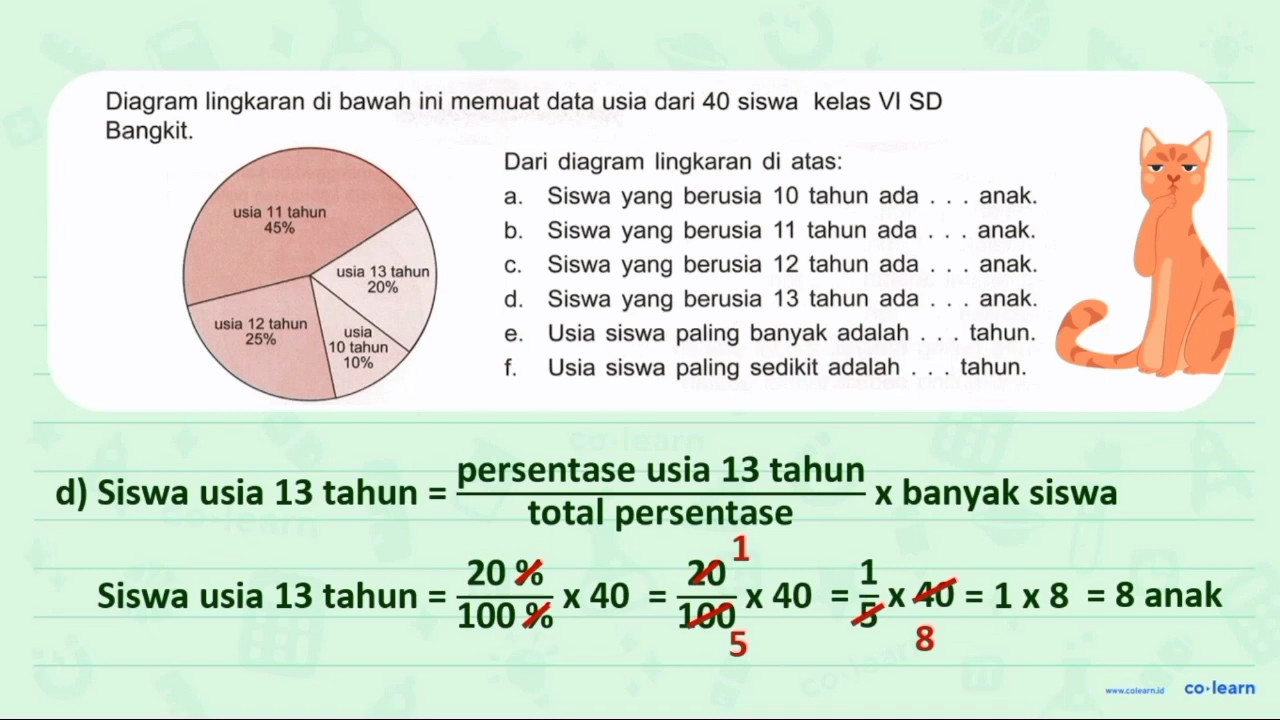 Diagram lingkaran di bawah ini memuat data usia dari 40 siswa kelas VI SD
Bangkit.
usia 11 tahun
45%
usia 13 tahun
20%
usia 12 tahun
25%
usia
10 tahun
10%
Dari diagram lingkaran di atas:
a. Siswa yang berusia 10 tahun ada . . . anak.
b. Siswa yang berusia 11 tahun ada . . . anak.
c. Siswa yang berusia 12 tahun ada . . . anak.
d. Siswa yang berusia 13 tahun ada . . . anak.
e. Usia siswa paling banyak adalah . . . tahun.
f. Usia siswa paling sedikit adalah . . . tahun.
co·learn
d) Siswa usia 13 tahun = persentase usia 13 tahun / total persentase x banyak siswa
Siswa usia 13 tahun = 20 % / 100 % x 40 = 20 / 100 x 40 = 1 / 5 x 40 = 1 x 8 = 8 anak
1
5
8
www.colearn.id co·learn